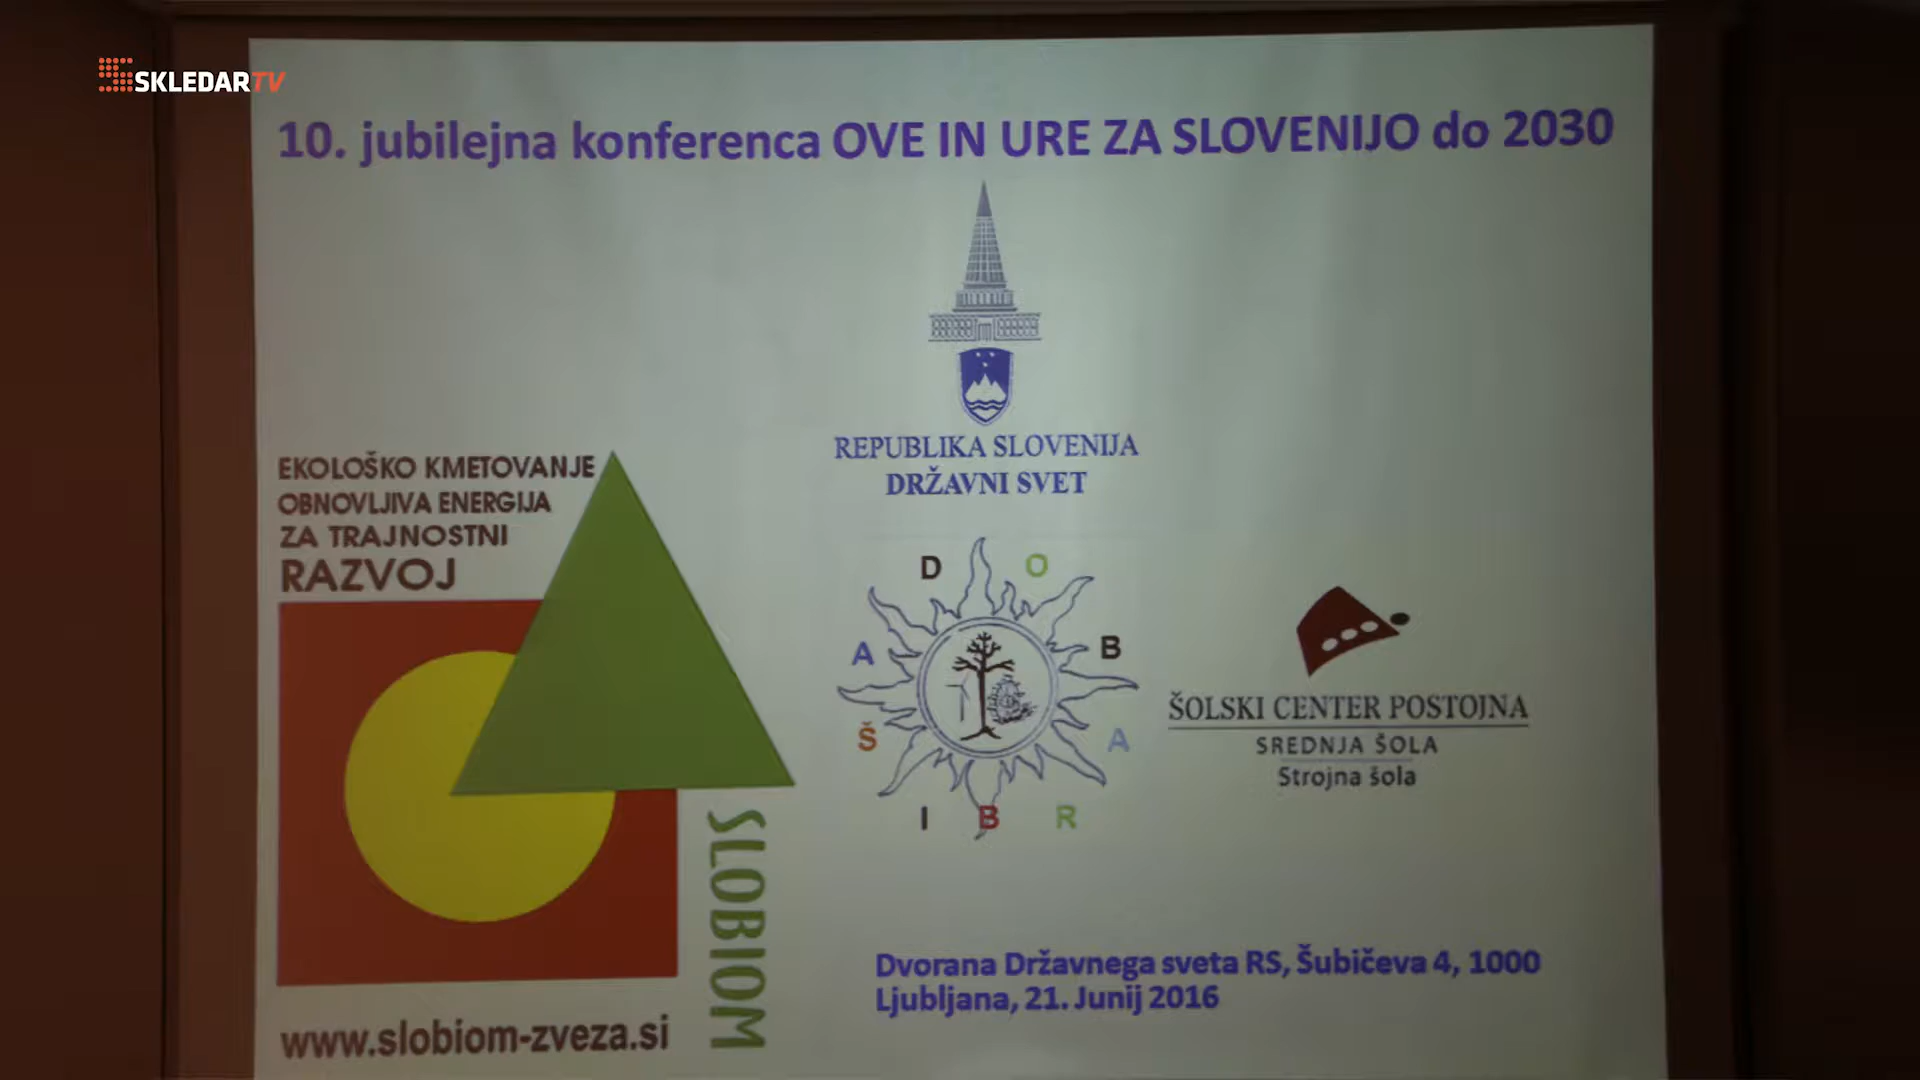 SKLEDARTV
10. jubilejna konferenca OVE IN URE ZA SLOVENIJO do 2030
REPUBLIKA SLOVENIJA
DRŽAVNI SVET
EKOLOŠKO KMETOVANJE
OBNOVLJIVA ENERGIJA
ZA TRAJNOSTNI
RAZVOJ
SLOBIOM
www.slobiom-zveza.si
D O B A R B I Š A
ŠOLSKI CENTER POSTOJNA
SREDNJA ŠOLA
Strojna šola
Dvorana Državnega sveta RS, Šubičeva 4, 1000
Ljubljana, 21. Junij 2016